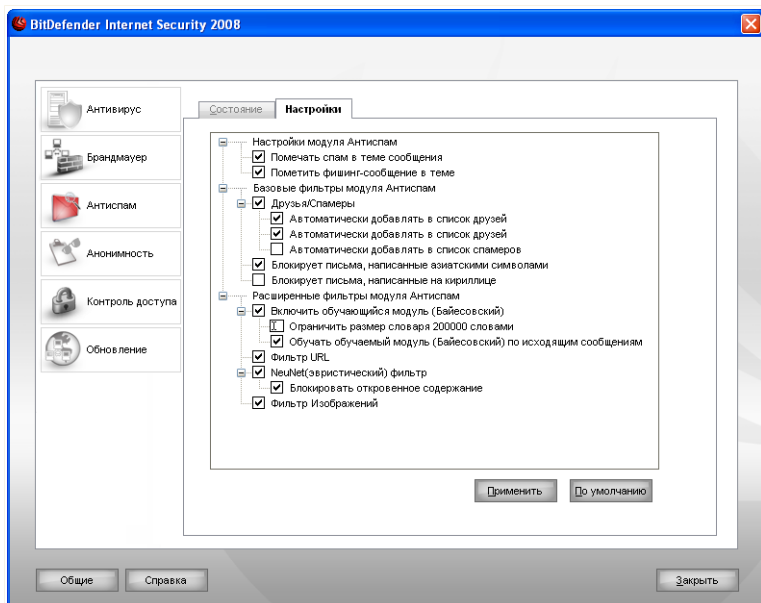 BitDefender Internet Security 2008
Антивирус
Брандмауер
Антиспам
Анонимность
Контроль доступа
Обновление
Состояние
Настройки
Настройки модуля Антиспам
Помечать спам в теме сообщения
Пометить фишинг-сообщение в теме
Базовые фильтры модуля Антиспам
Друзья/Спамеры
Автоматически добавлять в список друзей
Автоматически добавлять в список друзей
Автоматически добавлять в список спамеров
Блокирует письма, написанные азиатскими символами
Блокирует письма, написанные на кириллице
Расширенные фильтры модуля Антиспам
Включить обучающийся модуль (Байесовский)
Ограничить размер словаря 200000 словами
Обучать обучаемый модуль (Байесовский) по исходящим сообщениям
Фильтр URL
NeuNet(эвристический) фильтр
Блокировать откровенное содержание
Фильтр Изображений
Применить
По умолчанию
Общие
Справка
Закрыть